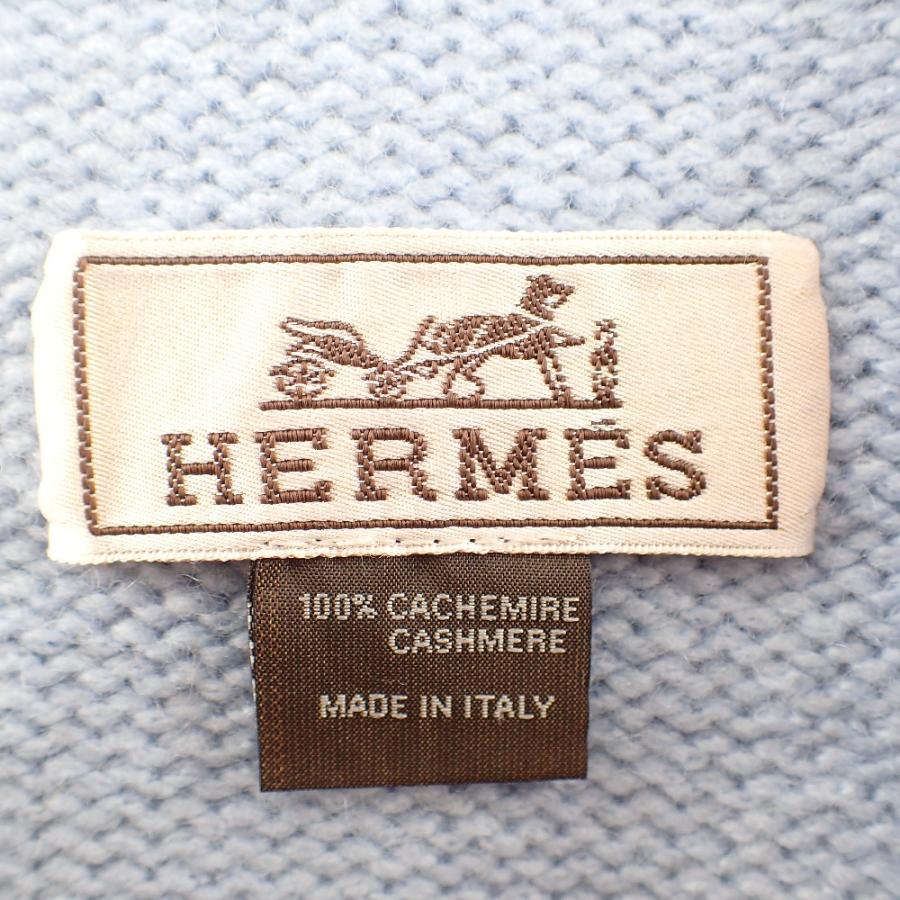 HERMÈS
100% CACHEMIRE
CASHMERE
MADE IN ITALY